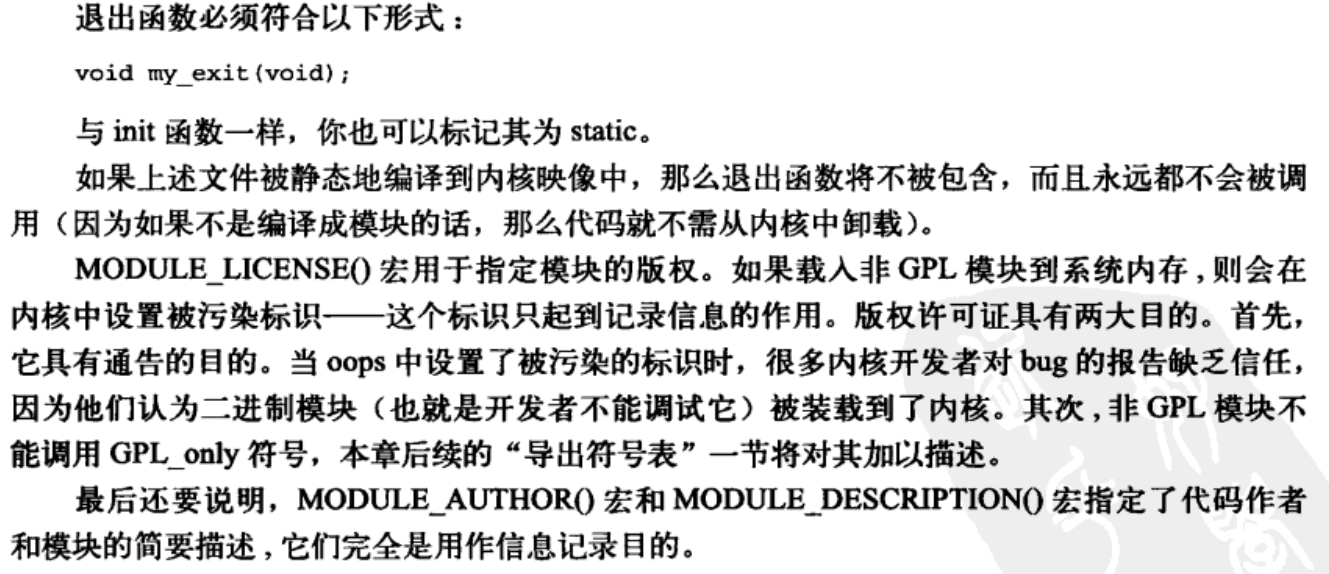 退出函数必须符合以下形式：
void my_exit(void);
与 init 函数一样，你也可以标记其为 static。
如果上述文件被静态地编译到内核映像中，那么退出函数将不被包含，而且永远都不会被调
用（因为如果不是编译成模块的话，那么代码就不需从内核中卸载）。
MODULE_LICENSE() 宏用于指定模块的版权。如果载入非 GPL 模块到系统内存 , 则会在
内核中设置被污染标识——这个标识只起到记录信息的作用。版权许可证具有两大目的。首先，
它具有通告的目的。当 oops 中设置了被污染的标识时，很多内核开发者对 bug 的报告缺乏信任，
因为他们认为二进制模块（也就是开发者不能调试它）被装载到了内核。其次 , 非 GPL 模块不
能调用 GPL_only 符号，本章后续的“导出符号表”一节将对其加以描述。
最后还要说明，MODULE_AUTHOR() 宏和 MODULE_DESCRIPTION() 宏指定了代码作者
和模块的简要描述 , 它们完全是用作信息记录目的。